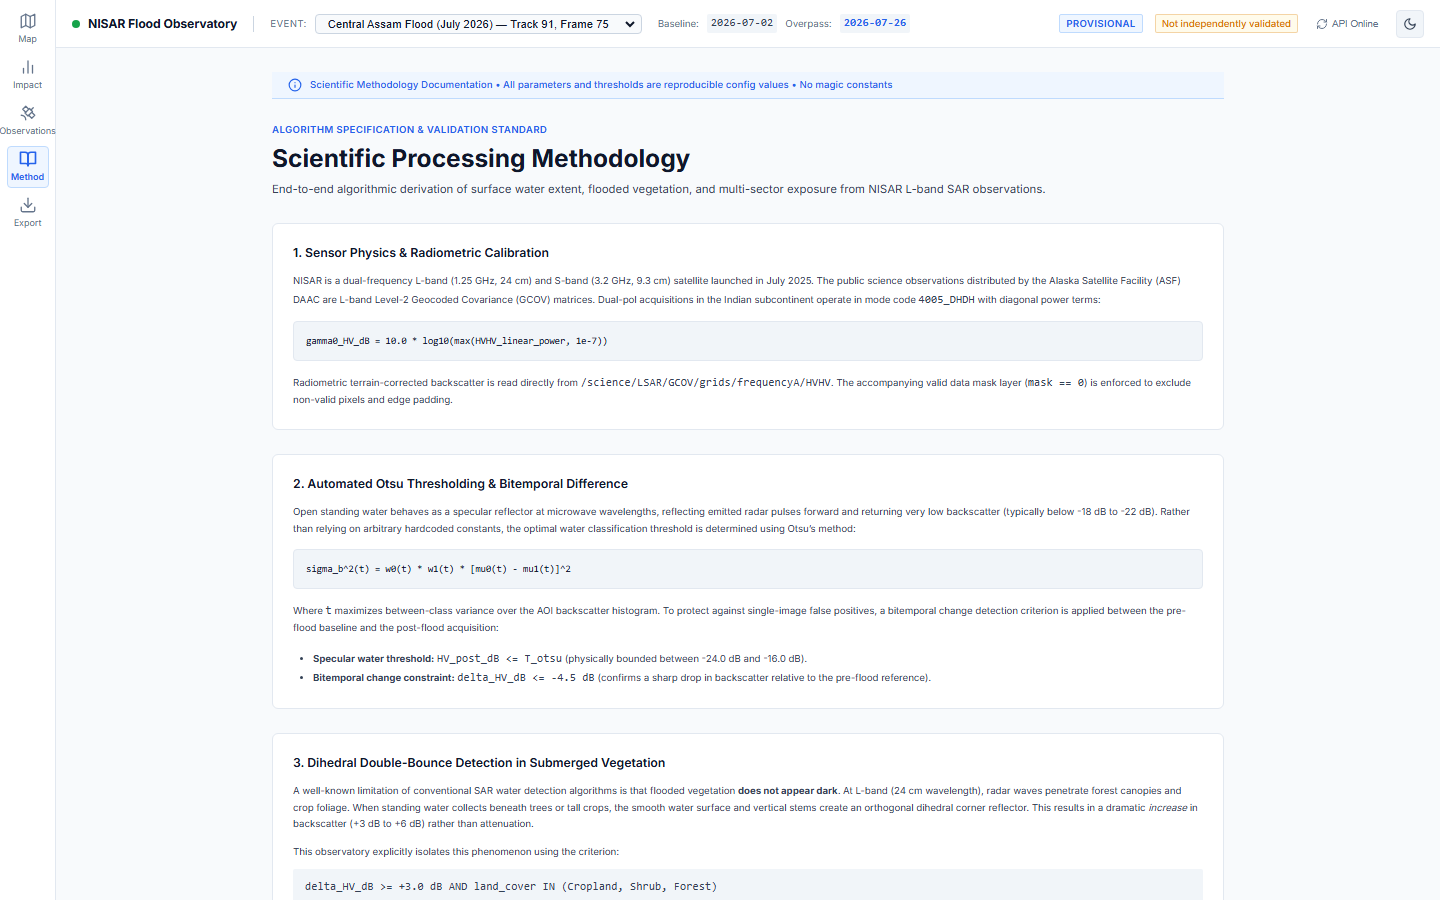 NISAR Flood Observatory
EVENT: Central Assam Flood (July 2026) — Track 91, Frame 75
Baseline: 2026-07-02 Overpass: 2026-07-26
PROVISIONAL
Not independently validated
API Online
Map
Impact
Observations
Method
Export
Scientific Methodology Documentation • All parameters and thresholds are reproducible config values • No magic constants
ALGORITHM SPECIFICATION & VALIDATION STANDARD
Scientific Processing Methodology
End-to-end algorithmic derivation of surface water extent, flooded vegetation, and multi-sector exposure from NISAR L-band SAR observations.
1. Sensor Physics & Radiometric Calibration
NISAR is a dual-frequency L-band (1.25 GHz, 24 cm) and S-band (3.2 GHz, 9.3 cm) satellite launched in July 2025. The public science observations distributed by the Alaska Satellite Facility (ASF)
DAAC are L-band Level-2 Geocoded Covariance (GCOV) matrices. Dual-pol acquisitions in the Indian subcontinent operate in mode code 4005_DHDH with diagonal power terms:
gamma0_HV_dB = 10.0 * log10(max(HVHV_linear_power, 1e-7))
Radiometric terrain-corrected backscatter is read directly from /science/LSAR/GCOV/grids/frequencyA/HVHV. The accompanying valid data mask layer (mask == 0) is enforced to exclude
non-valid pixels and edge padding.
2. Automated Otsu Thresholding & Bitemporal Difference
Open standing water behaves as a specular reflector at microwave wavelengths, reflecting emitted radar pulses forward and returning very low backscatter (typically below -18 dB to -22 dB). Rather
than relying on arbitrary hardcoded constants, the optimal water classification threshold is determined using Otsu's method:
sigma_b^2(t) = w0(t) * w1(t) * [mu0(t) - mu1(t)]^2
Where t maximizes between-class variance over the AOI backscatter histogram. To protect against single-image false positives, a bitemporal change detection criterion is applied between the pre-
flood baseline and the post-flood acquisition:
• Specular water threshold: HV_post_dB <= T_otsu (physically bounded between -24.0 dB and -16.0 dB).
• Bitemporal change constraint: delta_HV_dB <= -4.5 dB (confirms a sharp drop in backscatter relative to the pre-flood reference).
3. Dihedral Double-Bounce Detection in Submerged Vegetation
A well-known limitation of conventional SAR water detection algorithms is that flooded vegetation does not appear dark. At L-band (24 cm wavelength), radar waves penetrate forest canopies and
crop foliage. When standing water collects beneath trees or tall crops, the smooth water surface and vertical stems create an orthogonal dihedral corner reflector. This results in a dramatic increase in
backscatter (+3 dB to +6 dB) rather than attenuation.
This observatory explicitly isolates this phenomenon using the criterion:
delta_HV_dB >= +3.0 dB AND land_cover IN (Cropland, Shrub, Forest)